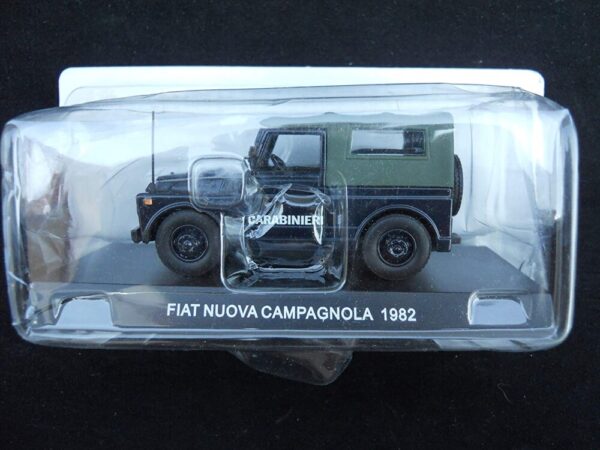 CARABINIERI
FIAT NUOVA CAMPAGNOLA 1982